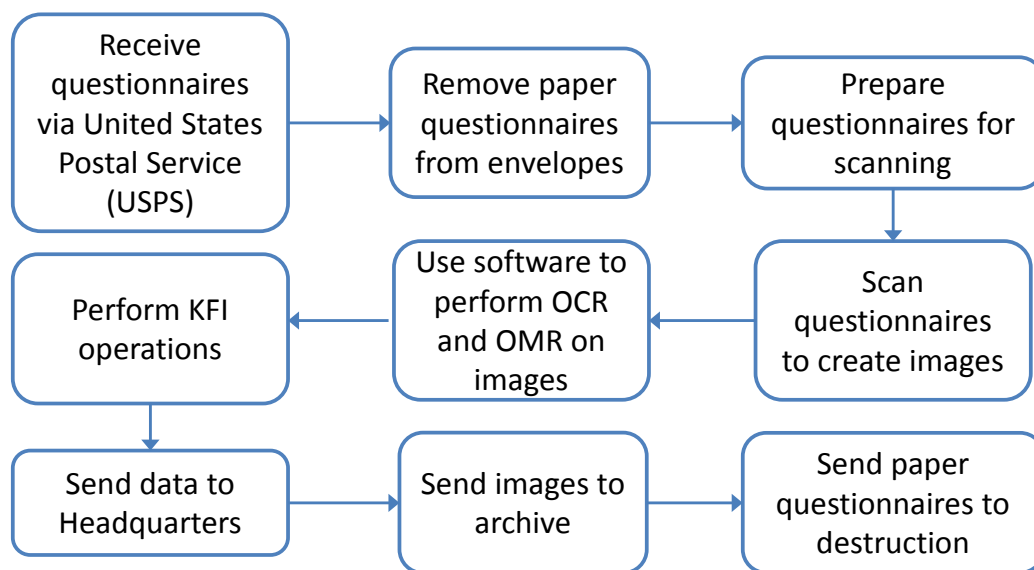 Receive
questionnaires
via United States
Postal Service
(USPS)
Remove paper
questionnaires
from envelopes
Prepare
questionnaires for
scanning
Scan
questionnaires
to create images
Use software to
perform OCR
and OMR on
images
Perform KFI
operations
Send data to
Headquarters
Send images to
archive
Send paper
questionnaires to
destruction